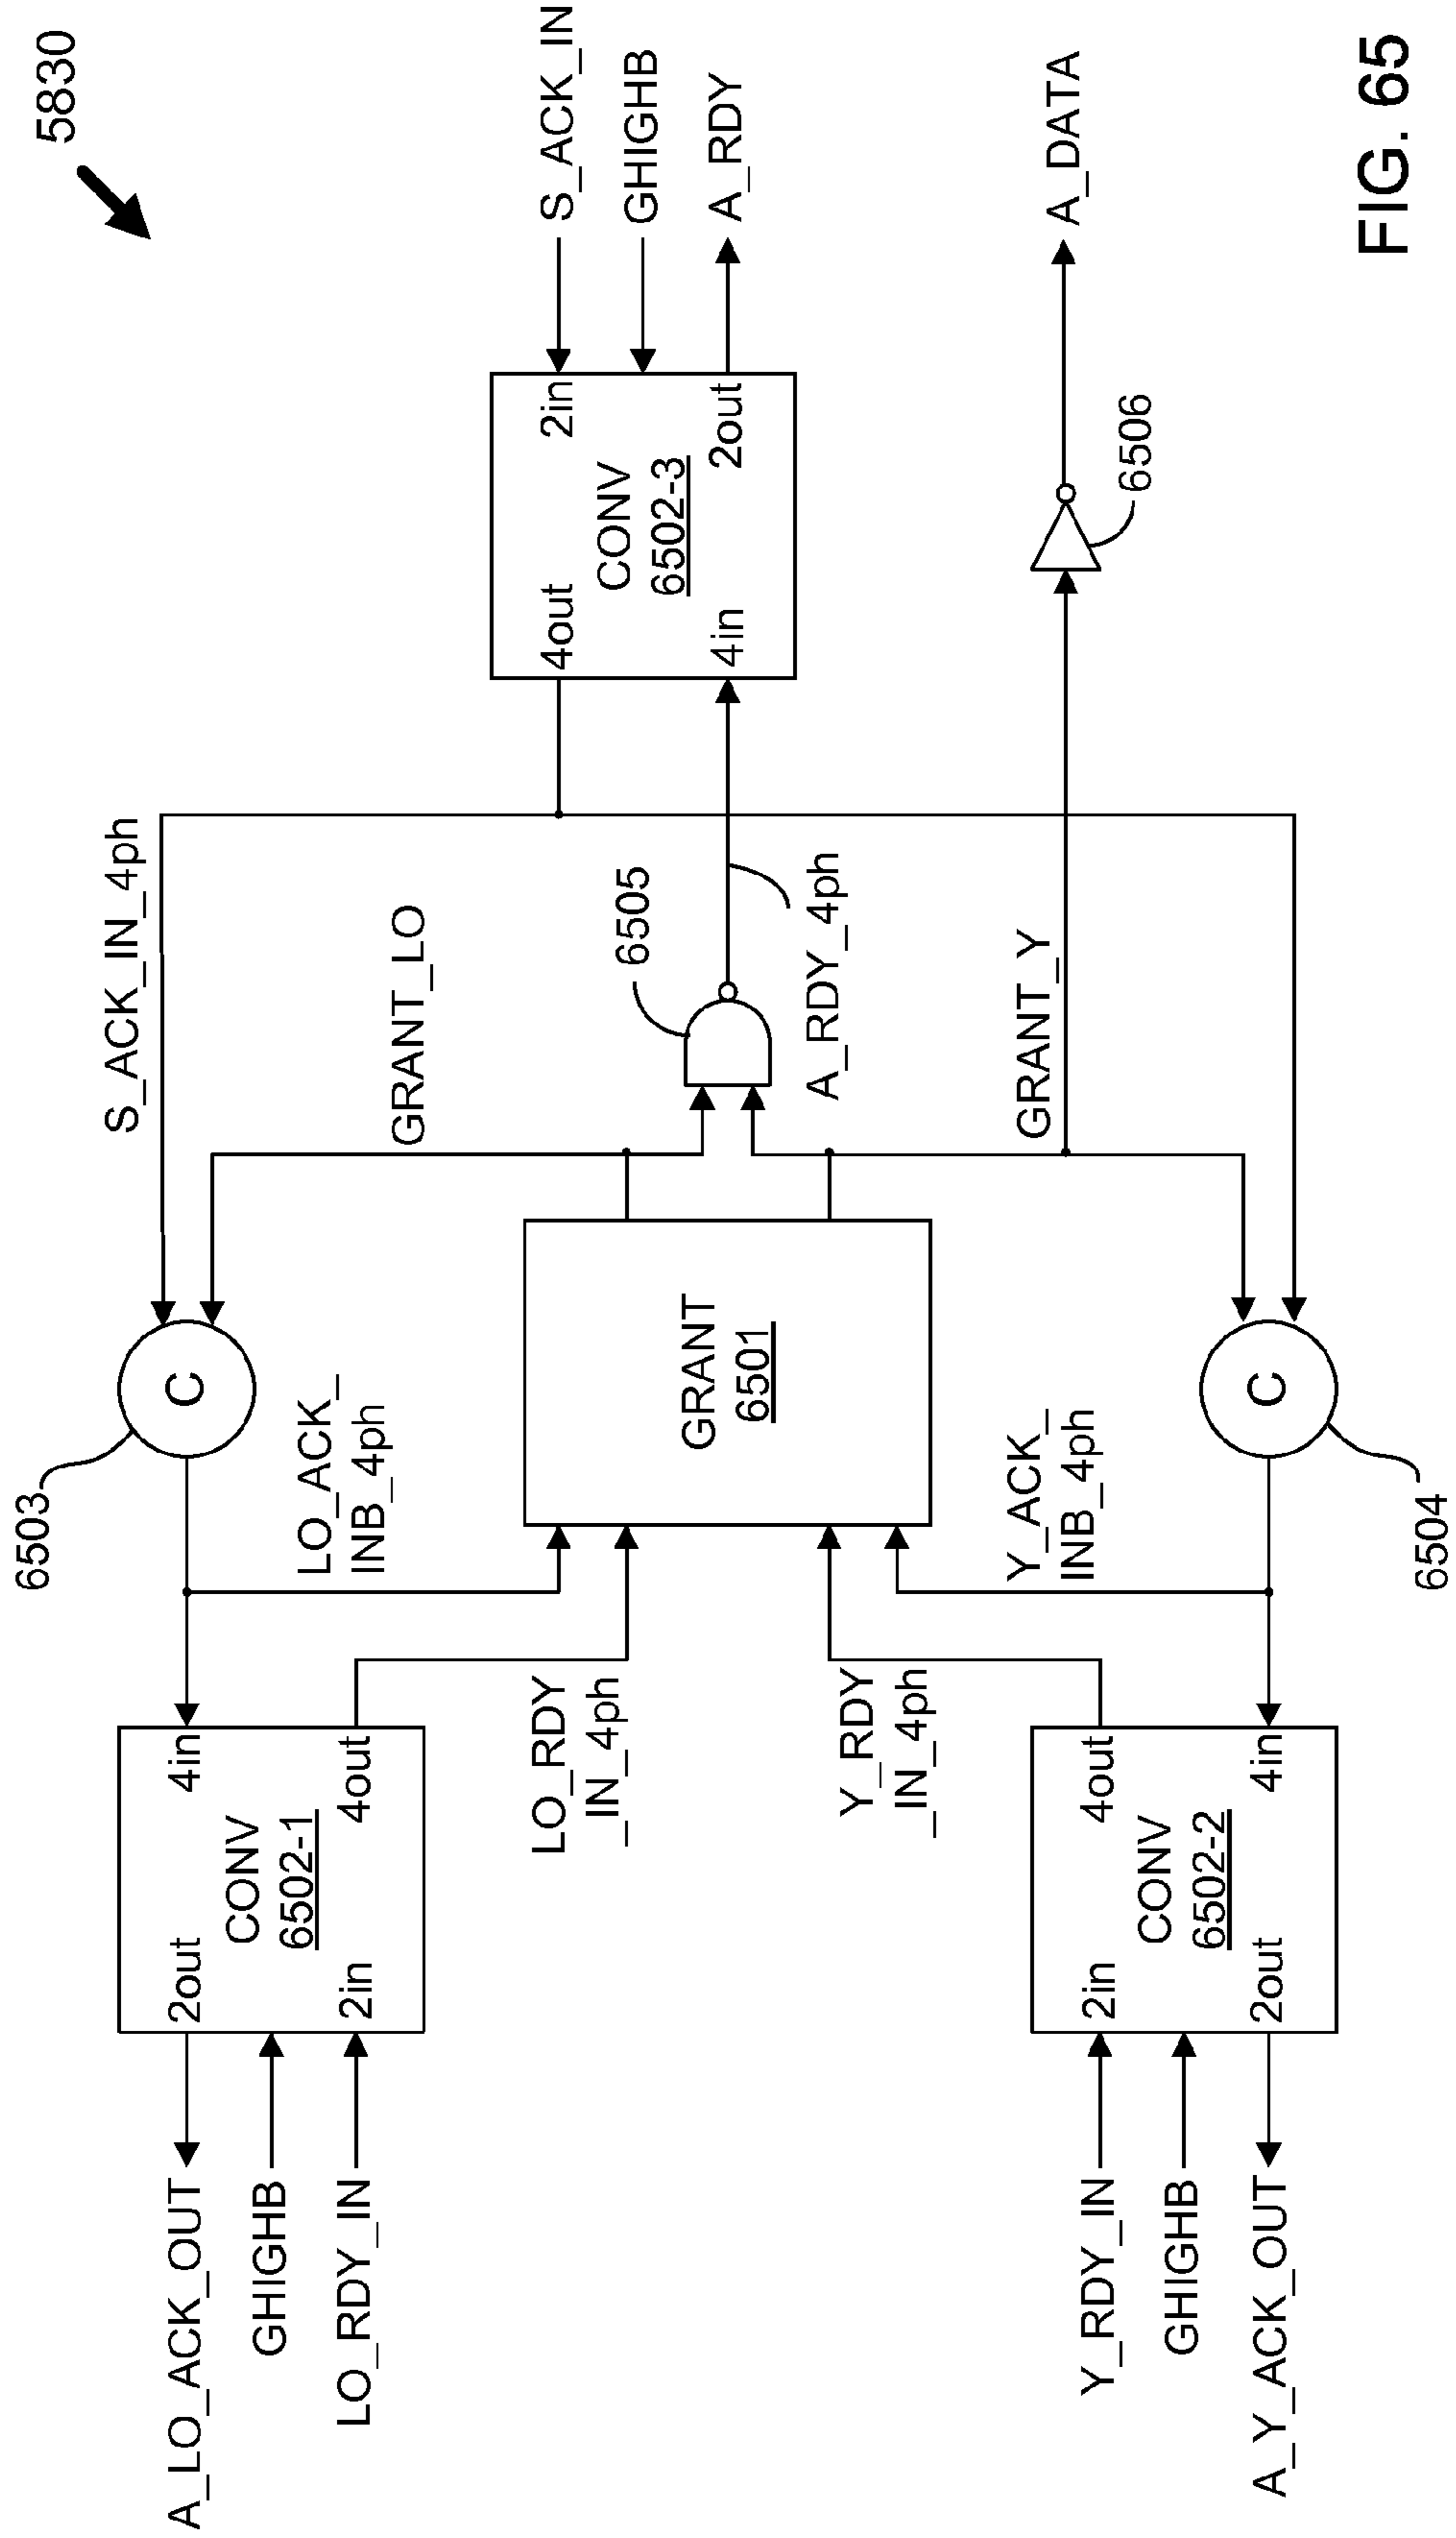 5830
6503
S_ACK_IN_4ph
C
GRANT_LO
LO_ACK_
INB_4ph
A_LO_ACK_OUT
2out
4in
GHIGHB
CONV
6502-1
LO_RDY_IN
2in
4out
LO_RDY
_IN_4ph
GRANT
6501
6505
A_RDY_4ph
4out
2in
S_ACK_IN
CONV
6502-3
GHIGHB
4in
2out
A_RDY
Y_RDY
_IN_4ph
Y_ACK_
INB_4ph
GRANT_Y
A_DATA
6506
Y_RDY_IN
2in
4out
GHIGHB
CONV
6502-2
A_Y_ACK_OUT
2out
4in
C
6504
FIG. 65